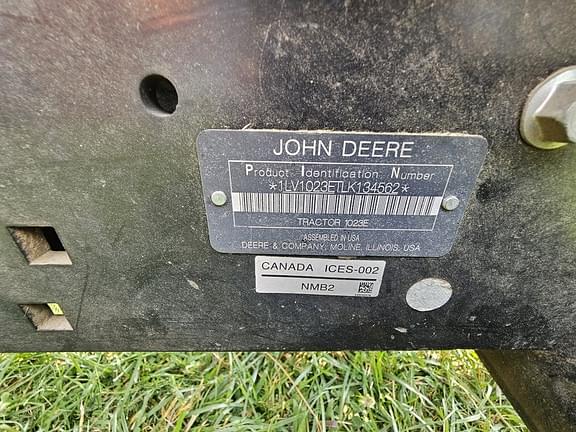 JOHN DEERE
Product Identification Number
*1LV1023ETLK134562*
TRACTOR 1023E
ASSEMBLED IN USA
DEERE & COMPANY, MOLINE, ILLINOIS, USA
CANADA ICES-002
NMB2